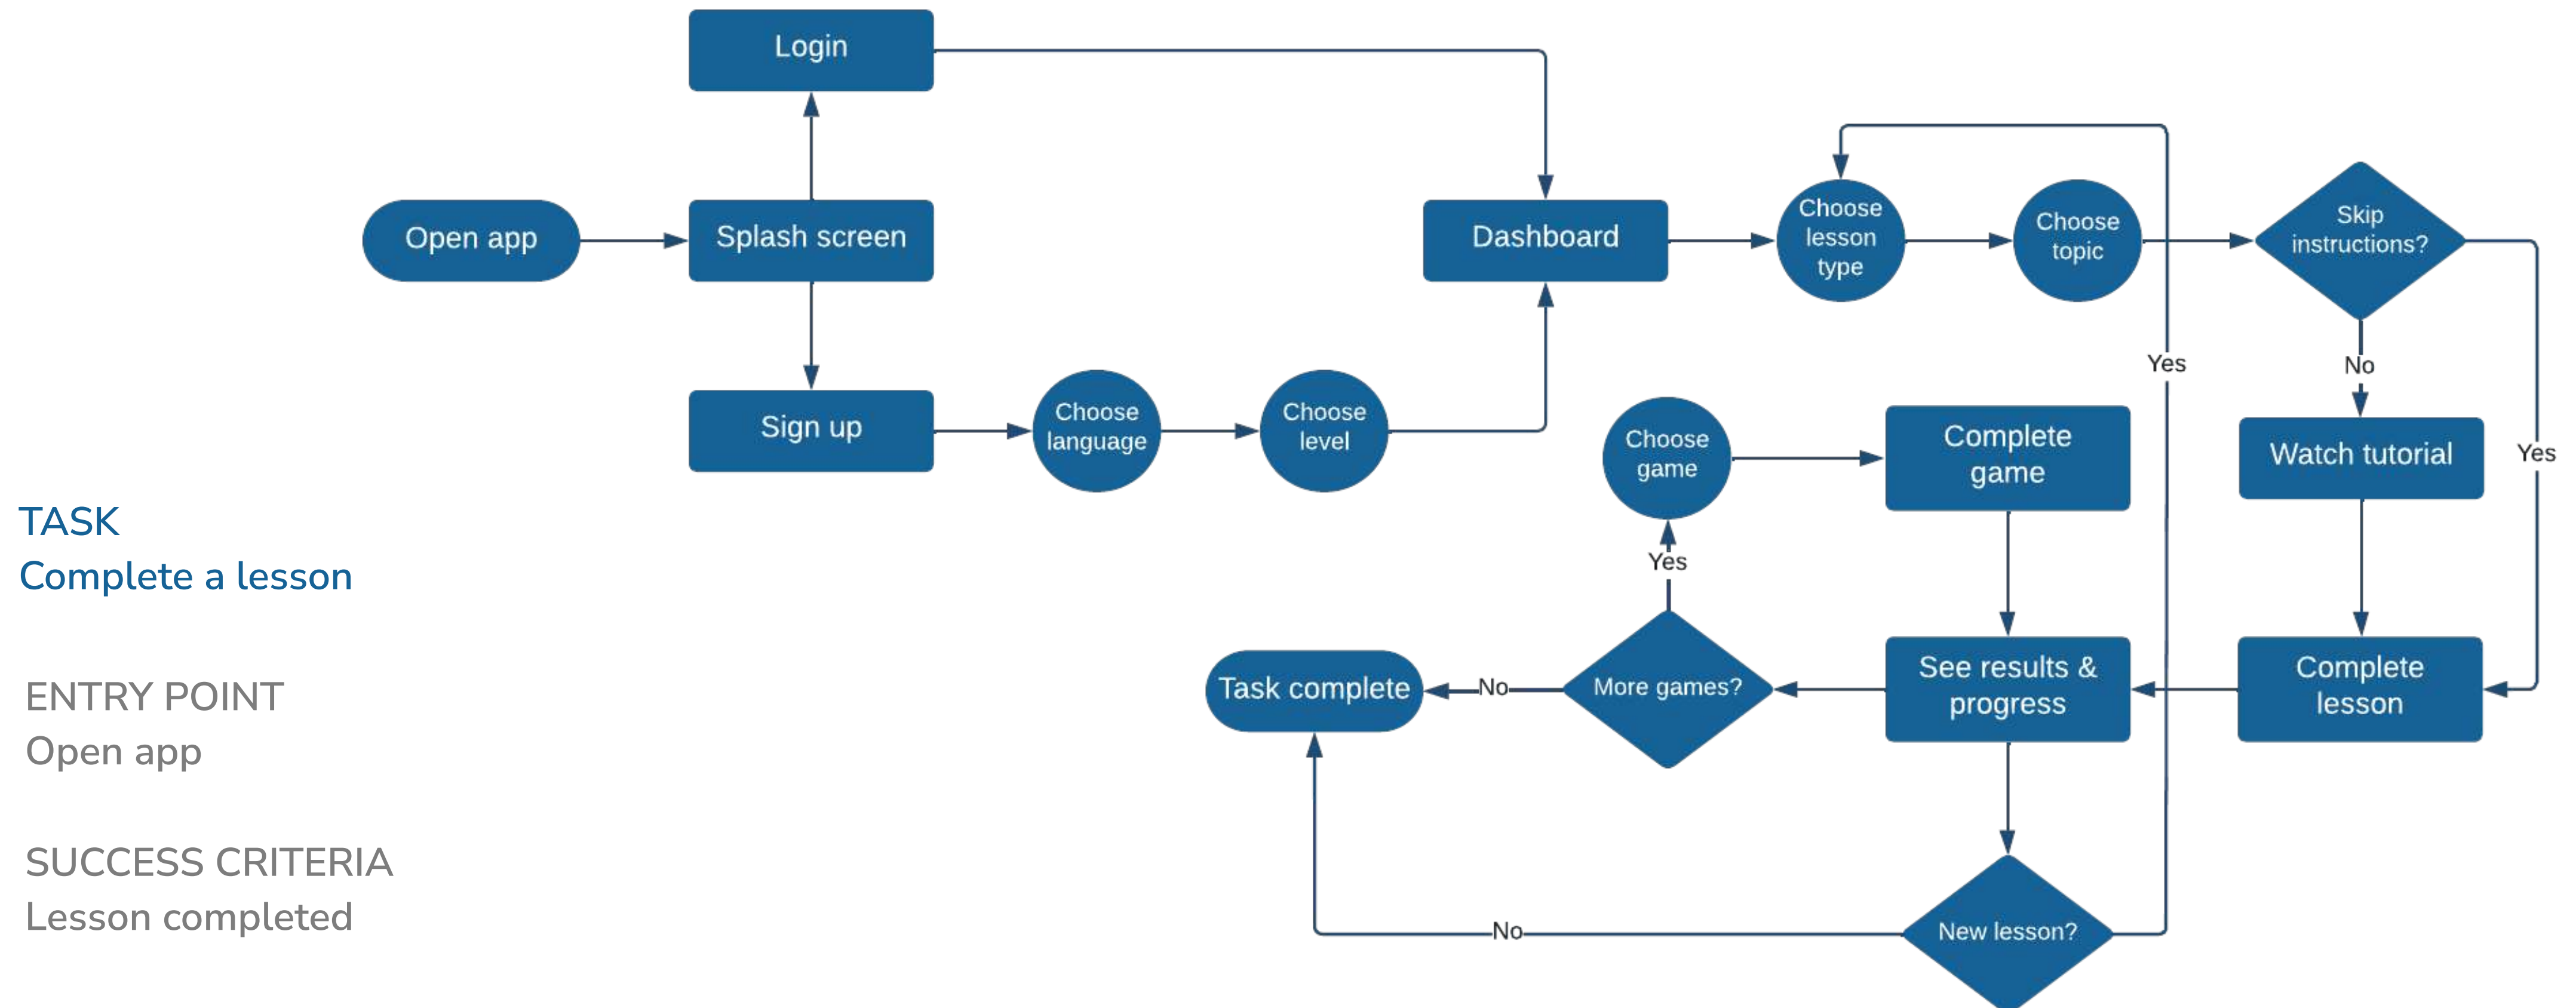 Login
Open app
Splash screen
Sign up
Choose
language
Choose
level
Dashboard
Choose
lesson
type
Choose
topic
Skip
instructions?
No
Yes
Watch tutorial
Yes
Complete
lesson
See results &
progress
Choose
game
Complete
game
Yes
More games?
No
Task complete
New lesson?
No
TASK
Complete a lesson
ENTRY POINT
Open app
SUCCESS CRITERIA
Lesson completed